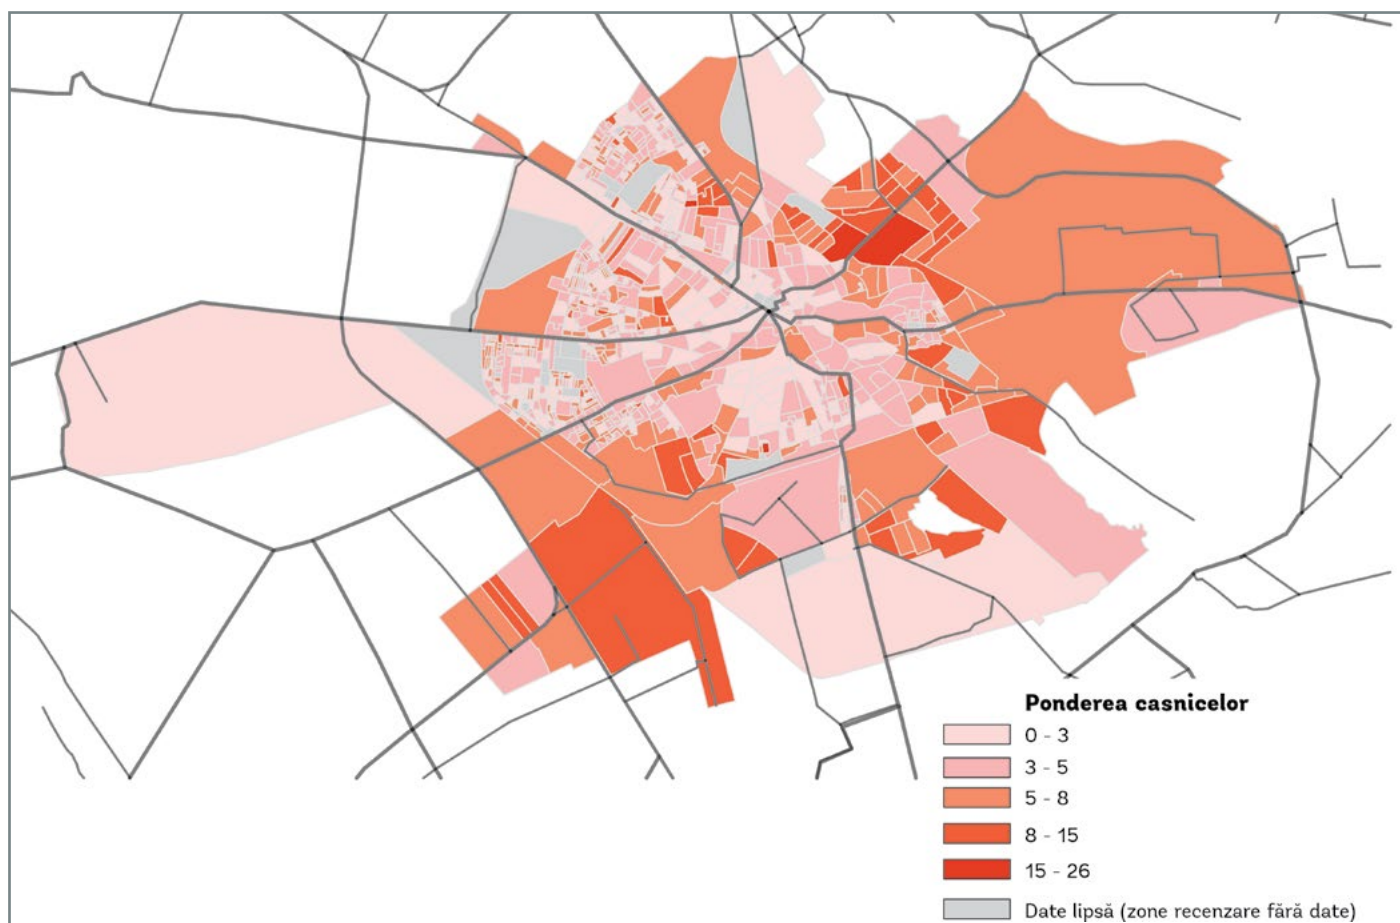 Ponderea casnicelor
0 - 3
3 - 5
5 - 8
8 - 15
15 - 26
Date lipsă (zone recenzare fără date)